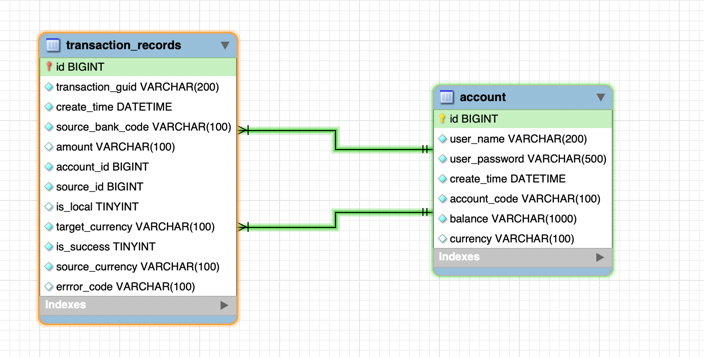 transaction_records
id BIGINT
transaction_guid VARCHAR(200)
create_time DATETIME
source_bank_code VARCHAR(100)
amount VARCHAR(100)
account_id BIGINT
source_id BIGINT
is_local TINYINT
target_currency VARCHAR(100)
is_success TINYINT
source_currency VARCHAR(100)
errror_code VARCHAR(100)
Indexes
account
id BIGINT
user_name VARCHAR(200)
user_password VARCHAR(500)
create_time DATETIME
account_code VARCHAR(100)
balance VARCHAR(1000)
currency VARCHAR(100)
Indexes